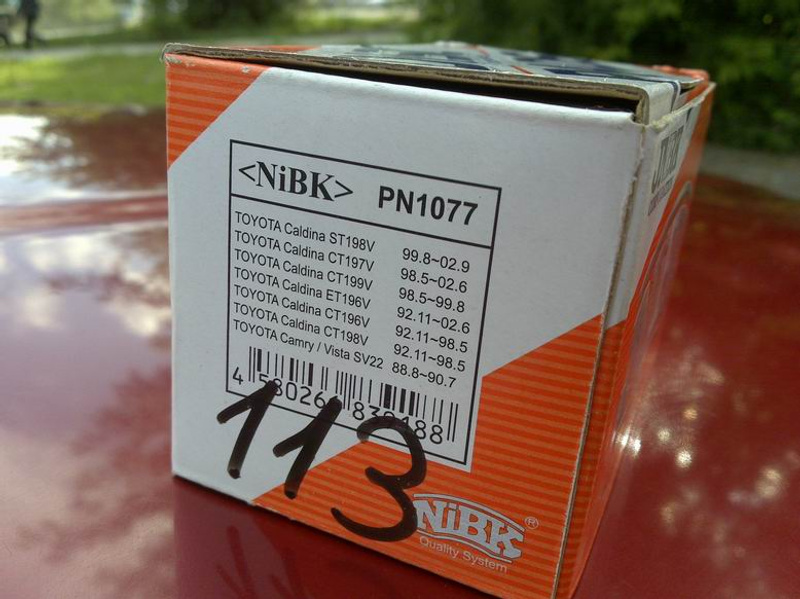 <NiBK> PN1077
TOYOTA Caldina ST198V 99.8~02.9
TOYOTA Caldina CT197V 98.5~02.6
TOYOTA Caldina CT199V 98.5~99.8
TOYOTA Caldina ET196V 92.11~02.6
TOYOTA Caldina CT196V 92.11~98.5
TOYOTA Caldina CT198V 92.11~98.5
TOYOTA Camry / Vista SV22 88.8~90.7
113
NiBK®
Quality System